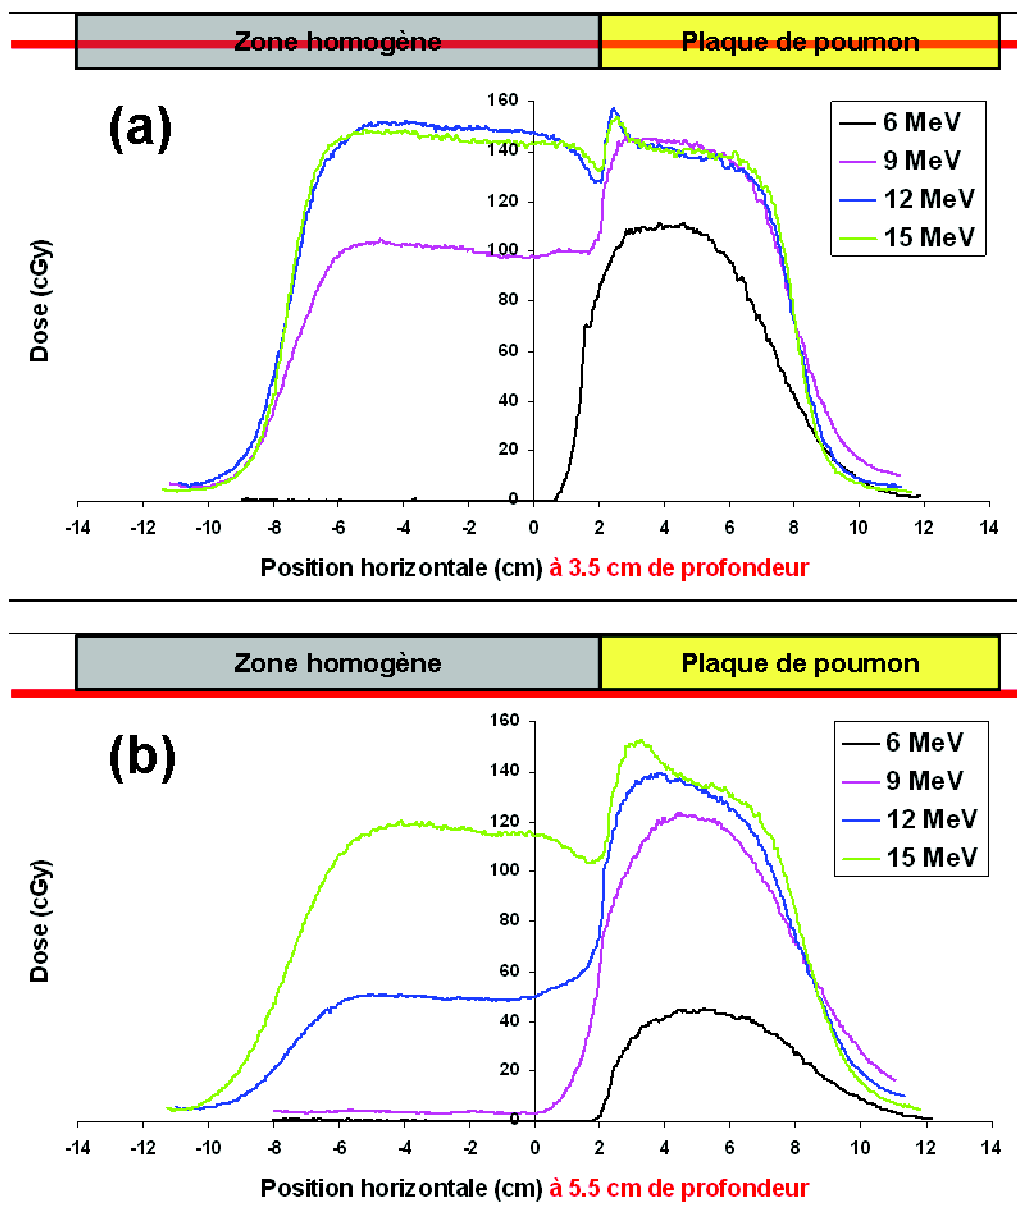 Zone homogène Plaque de poumon
(a)
160
140
120
100
80
60
40
20
0
6 MeV
9 MeV
12 MeV
15 MeV
Dose (cGy)
-14 -12 -10 -8 -6 -4 -2 0 2 4 6 8 10 12 14
Position horizontale (cm) à 3.5 cm de profondeur
Zone homogène Plaque de poumon
(b)
160
140
120
100
80
60
40
20
0
6 MeV
9 MeV
12 MeV
15 MeV
Dose (cGy)
-14 -12 -10 -8 -6 -4 -2 0 2 4 6 8 10 12 14
Position horizontale (cm) à 5.5 cm de profondeur